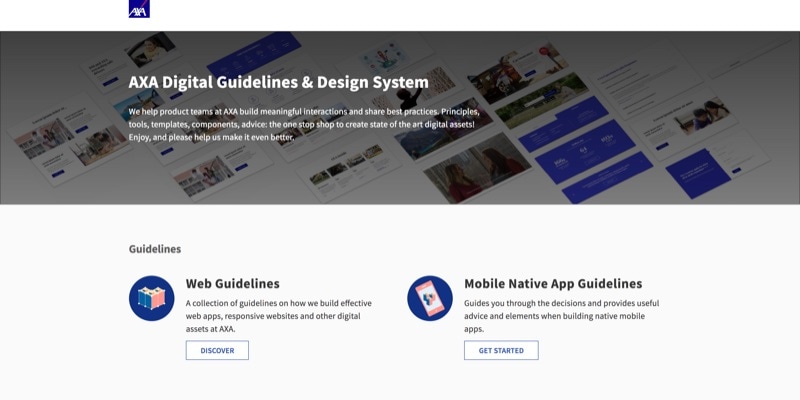 AXA
AXA Digital Guidelines & Design System
We help product teams at AXA build meaningful interactions and share best practices. Principles,
tools, templates, components, advice: the one stop shop to create state of the art digital assets!
Enjoy, and please help us make it even better.
Guidelines
Web Guidelines
A collection of guidelines on how we build effective
web apps, responsive websites and other digital
assets at AXA.
DISCOVER
Mobile Native App Guidelines
Guides you through the decisions and provides useful
advice and elements when building native mobile
apps.
GET STARTED